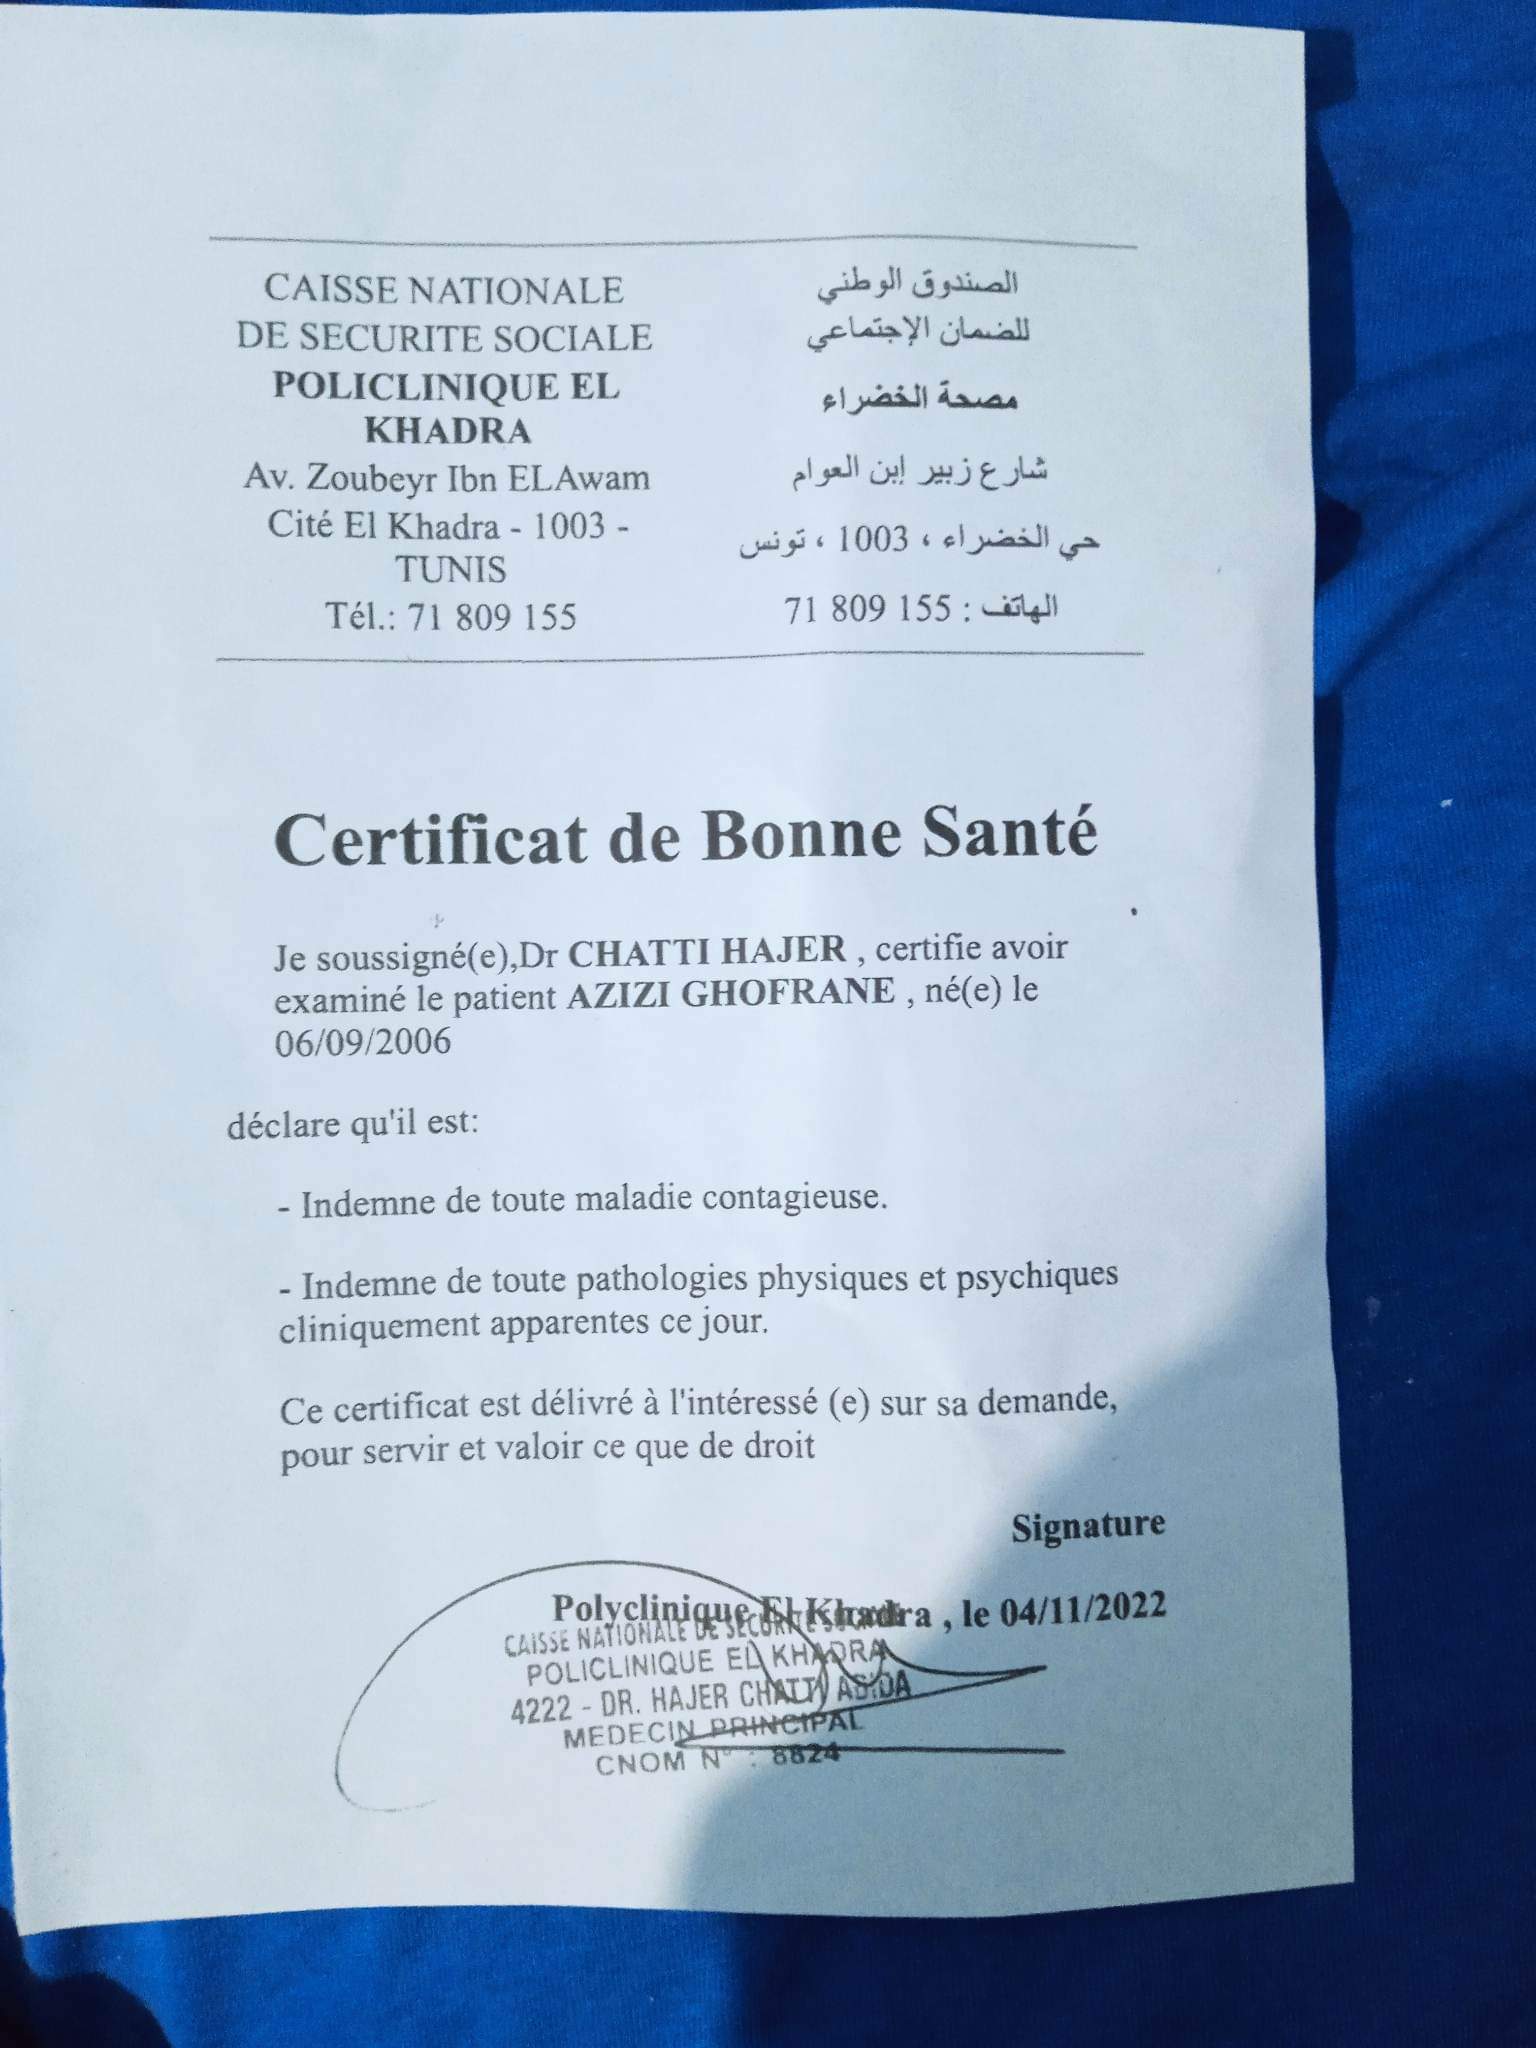 CAISSE NATIONALE
DE SECURITE SOCIALE
POLICLINIQUE EL
KHADRA
Av. Zoubeyr Ibn ELAwam
Cité El Khadra - 1003 -
TUNIS
Tél.: 71 809 155
الصندوق الوطني
للضمان الإجتماعي
مصحة الخضراء
شارع زبير إبن العوام
حي الخضراء ، 1003 ، تونس
الهاتف : 155 809 71
Certificat de Bonne Santé
Je soussigné(e),Dr CHATTI HAJER , certifie avoir
examiné le patient AZIZI GHOFRANE , né(e) le
06/09/2006
déclare qu'il est:
- Indemne de toute maladie contagieuse.
- Indemne de toute pathologies physiques et psychiques
cliniquement apparentes ce jour.
Ce certificat est délivré à l'intéressé (e) sur sa demande,
pour servir et valoir ce que de droit
Signature
Polyclinique El Khadra , le 04/11/2022
CAISSE NATIONALE DE SECURITE SOCIALE
POLICLINIQUE EL KHADRA
4222 - DR. HAJER CHATTI ABIDA
MEDECIN PRINCIPAL
CNOM N° : 8824